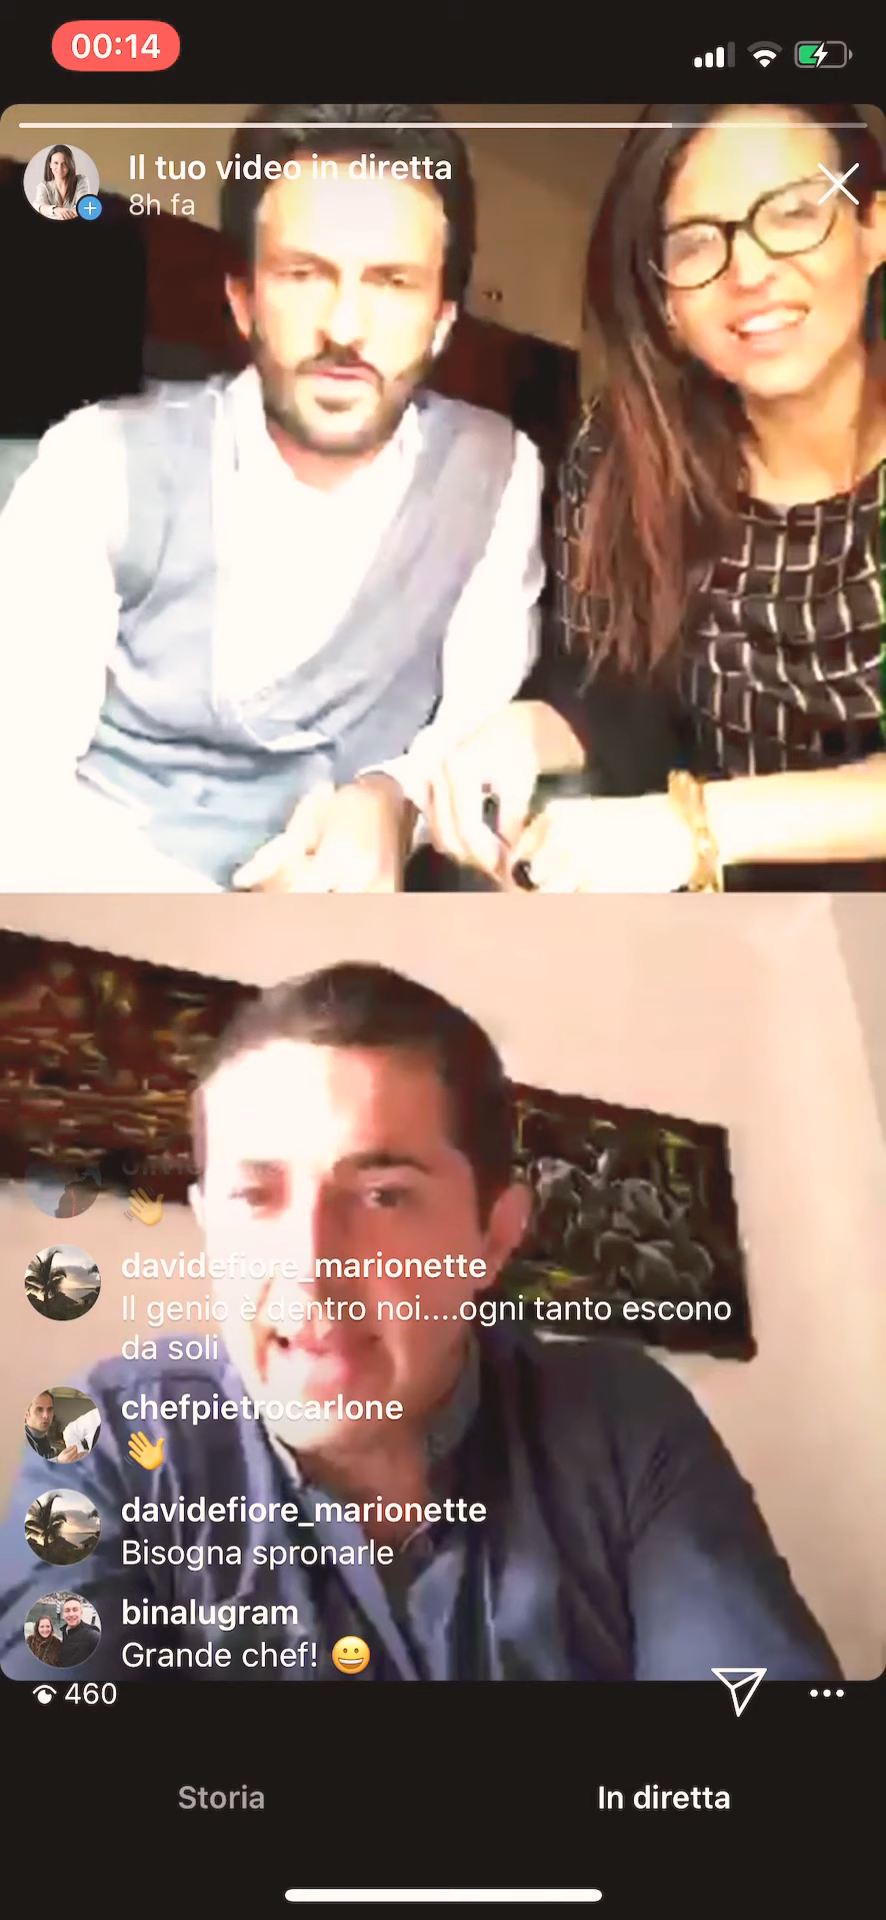 00:14
Il tuo video in diretta
8h fa
👋
davidefiore_marionette
Il genio è dentro noi....ogni tanto escono
da soli
chefpietrocarlone
👋
davidefiore_marionette
Bisogna spronarle
binalugram
Grande chef! 😀
460
Storia
In diretta